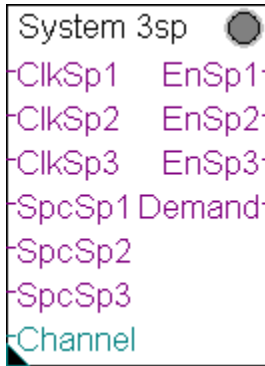 System 3sp
ClkSp1 EnSp1
ClkSp2 EnSp2
ClkSp3 EnSp3
SpcSp1 Demand
SpcSp2
SpcSp3
Channel